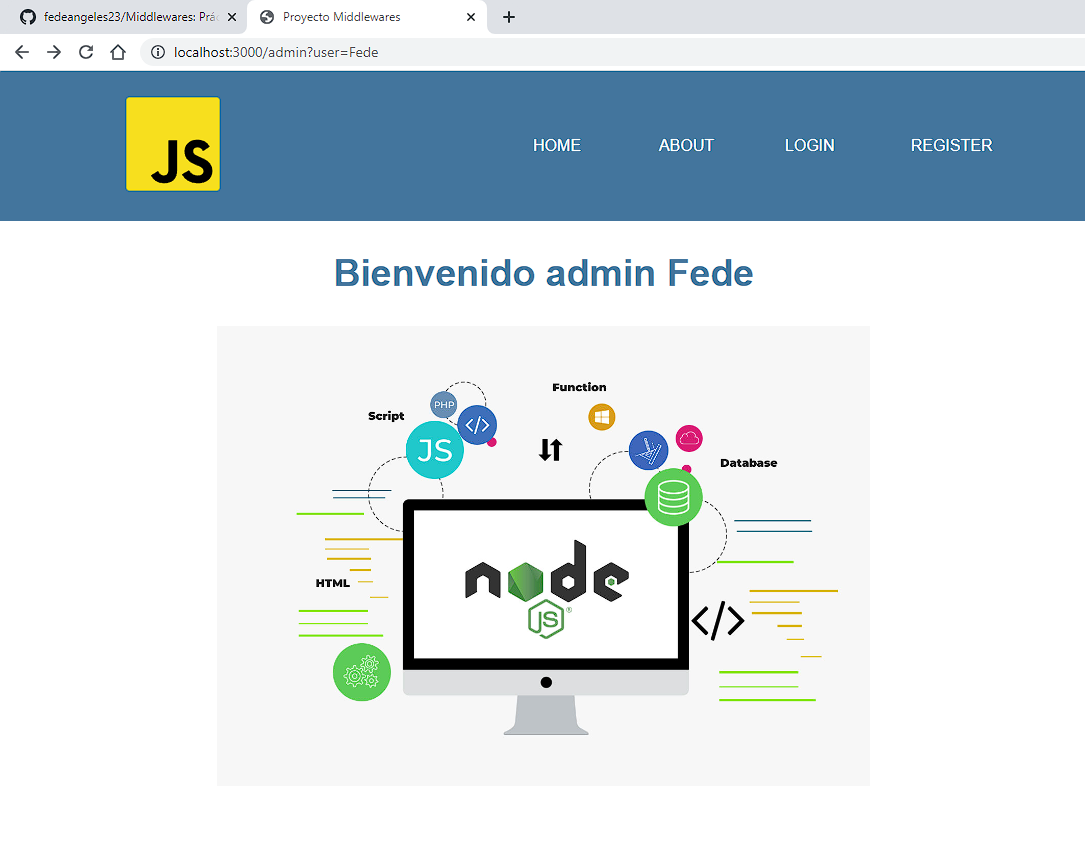 fedeangeles23/Middlewares: Prá
Proyecto Middlewares
localhost:3000/admin?user=Fede
JS
HOME
ABOUT
LOGIN
REGISTER
Bienvenido admin Fede
Function
PHP
Script
</>
JS
Database
node
JS
®
HTML
</>